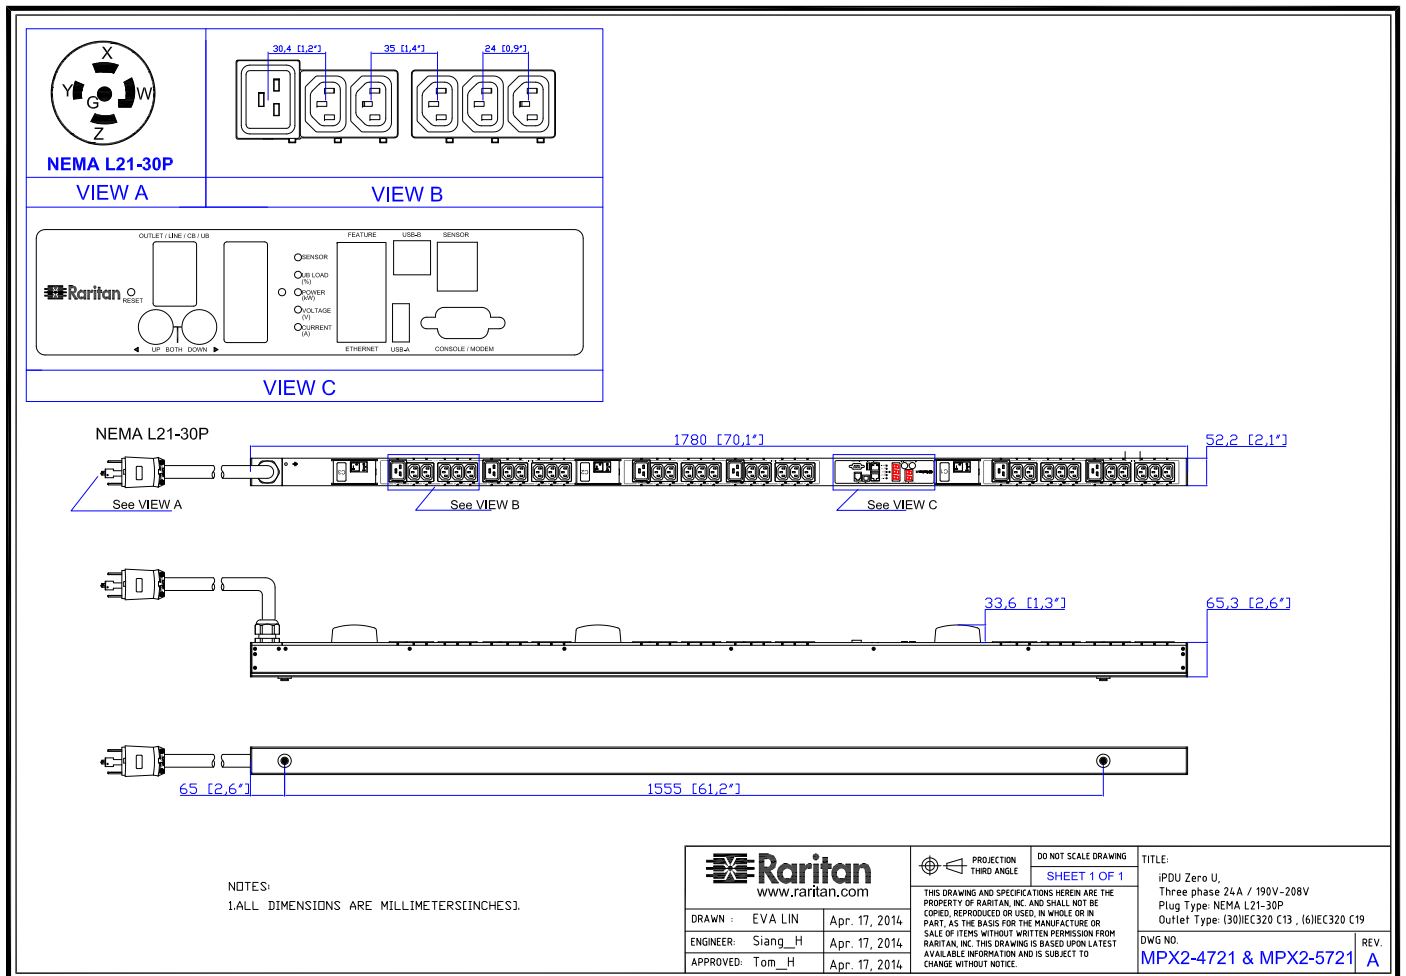 X
Y
G
W
Z
NEMA L21-30P
VIEW A
30,4 [1,2"]
35 [1,4"]
24 [0,9"]
VIEW B
OUTLET / LINE / CB / UB
FEATURE
USB-B
SENSOR
SENSOR
UB LOAD
(%)
Raritan
RESET
POWER
(kW)
VOLTAGE
(V)
CURRENT
(A)
UP BOTH DOWN
ETHERNET
USB-A
CONSOLE / MODEM
VIEW C
NEMA L21-30P
1780 [70,1"]
52,2 [2,1"]
See VIEW A
See VIEW B
See VIEW C
33,6 [1,3"]
65,3 [2,6"]
65 [2,6"]
1555 [61,2"]
NOTES:
1.ALL DIMENSIONS ARE MILLIMETERS[INCHES].
Raritan
www.raritan.com
DRAWN : EVA LIN Apr. 17, 2014
ENGINEER: Siang_H Apr. 17, 2014
APPROVED: Tom_H Apr. 17, 2014
PROJECTION
THIRD ANGLE
DO NOT SCALE DRAWING
SHEET 1 OF 1
THIS DRAWING AND SPECIFICATIONS HEREIN ARE THE
PROPERTY OF RARITAN, INC. AND SHALL NOT BE
COPIED, REPRODUCED OR USED, IN WHOLE OR IN
PART, AS THE BASIS FOR THE MANUFACTURE OR
SALE OF ITEMS WITHOUT WRITTEN PERMISSION FROM
RARITAN, INC. THIS DRAWING IS BASED UPON LATEST
AVAILABLE INFORMATION AND IS SUBJECT TO
CHANGE WITHOUT NOTICE.
TITLE:
iPDU Zero U,
Three phase 24A / 190V-208V
Plug Type: NEMA L21-30P
Outlet Type: (30)IEC320 C13 , (6)IEC320 C19
DWG NO.
MPX2-4721 & MPX2-5721
REV.
A